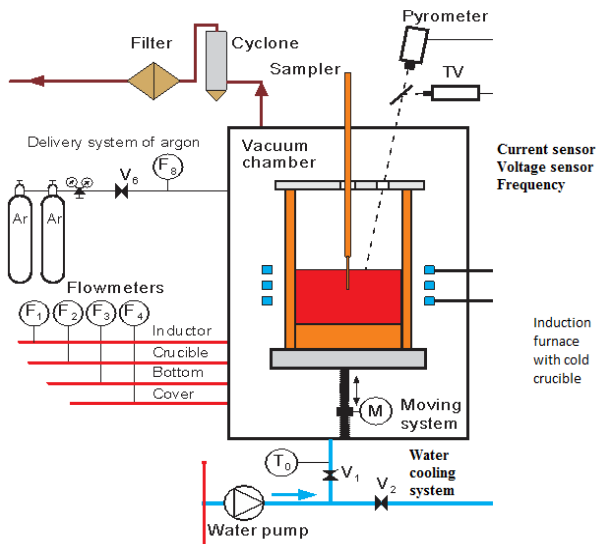 Pyrometer
Filter
Cyclone
Sampler
TV
Delivery system of argon
Vacuum
chamber
Current sensor
Voltage sensor
Frequency
F8
V6
Ar
Ar
Flowmeters
F1
F2
F3
F4
Inductor
Crucible
Bottom
Cover
Induction
furnace
with cold
crucible
M
Moving
system
T0
V1
Water
cooling
system
V2
Water pump